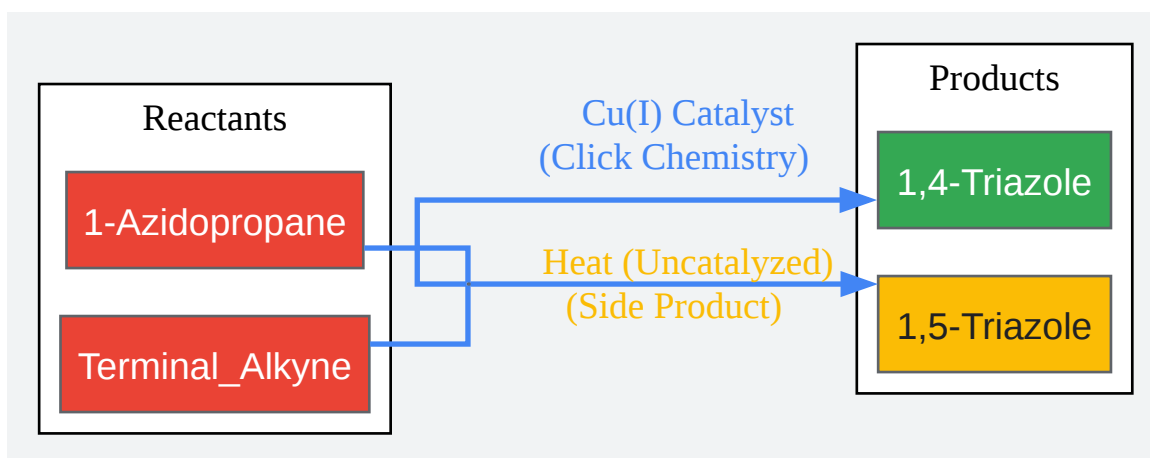 Reactants
1-Azidopropane
Terminal_Alkyne
Cu(I) Catalyst
(Click Chemistry)
Heat (Uncatalyzed)
(Side Product)
Products
1,4-Triazole
1,5-Triazole